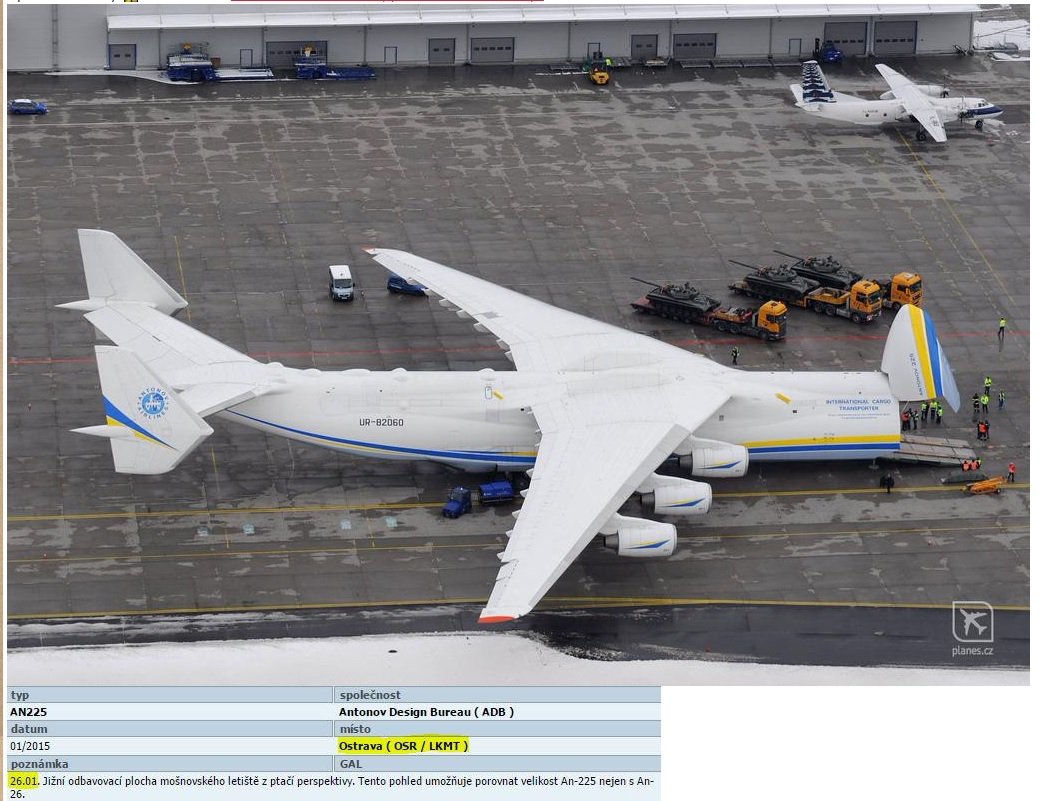 ANTONOV 225
ANTONOV AIRLINES
UR-82060
INTERNATIONAL CARGO
TRANSPORTER
planes.cz
typ
společnost
AN225
Antonov Design Bureau ( ADB )
datum
místo
01/2015
Ostrava ( OSR / LKMT )
poznámka
GAL
26.01. Jižní odbavovací plocha mošnovského letiště z ptačí perspektivy. Tento pohled umožňuje porovnat velikost An-225 nejen s An-
26.